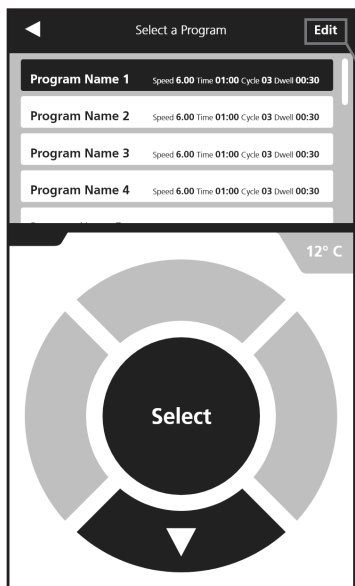 Select a Program
Edit
Program Name 1 Speed 6.00 Time 01:00 Cycle 03 Dwell 00:30
Program Name 2 Speed 6.00 Time 01:00 Cycle 03 Dwell 00:30
Program Name 3 Speed 6.00 Time 01:00 Cycle 03 Dwell 00:30
Program Name 4 Speed 6.00 Time 01:00 Cycle 03 Dwell 00:30
12° C
Select